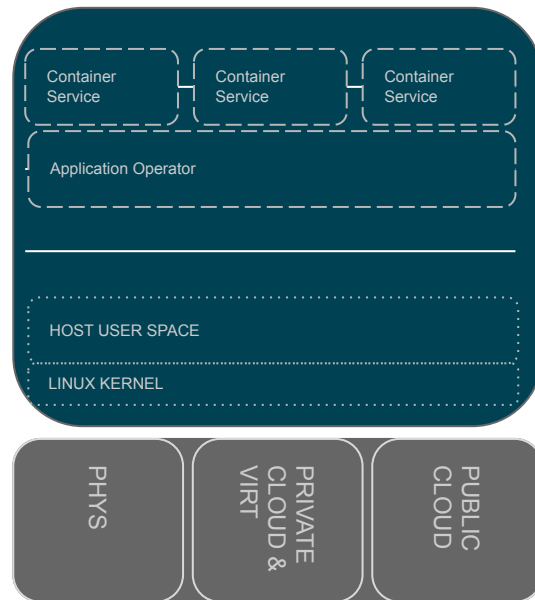 Container
Service
Container
Service
Container
Service
Application Operator
HOST USER SPACE
LINUX KERNEL
PHYS
PRIVATE
CLOUD &
VIRT
PUBLIC
CLOUD